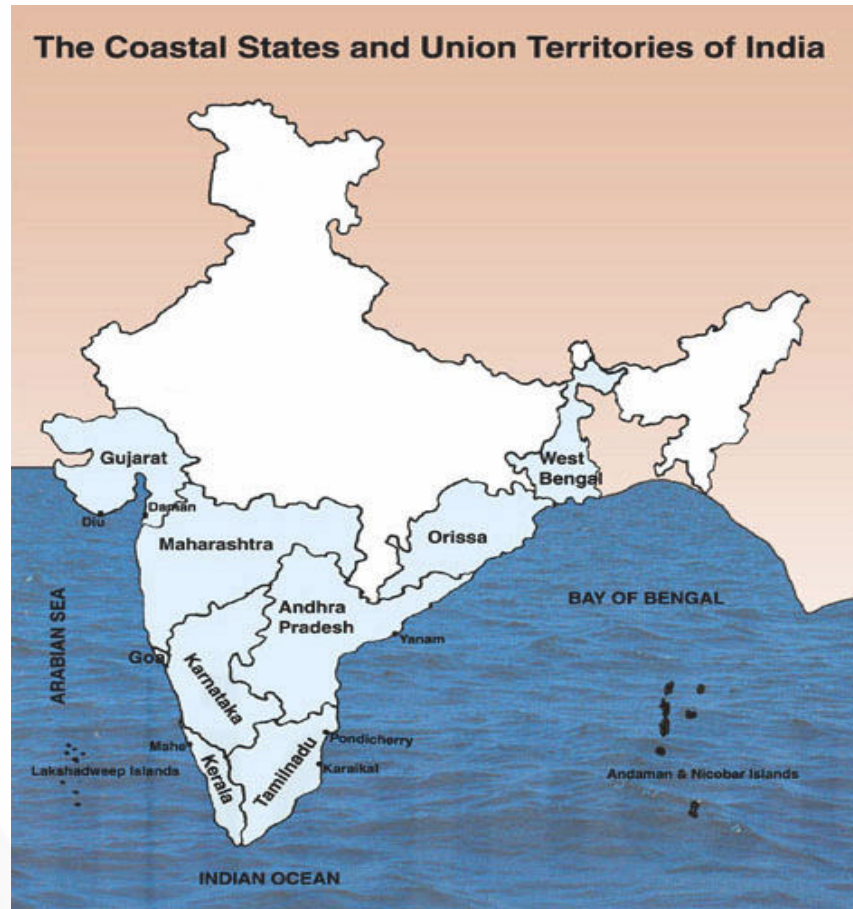 The Coastal States and Union Territories of India
Gujarat
West
Bengal
Daman
Diu
Maharashtra
Orissa
Andhra
Pradesh
BAY OF BENGAL
ARABIAN SEA
Yanam
Goa
Karnataka
Mahe
Pondicherry
Lakshadweep Islands
Kerala
Tamilnadu
Karaikal
Andaman & Nicobar Islands
INDIAN OCEAN